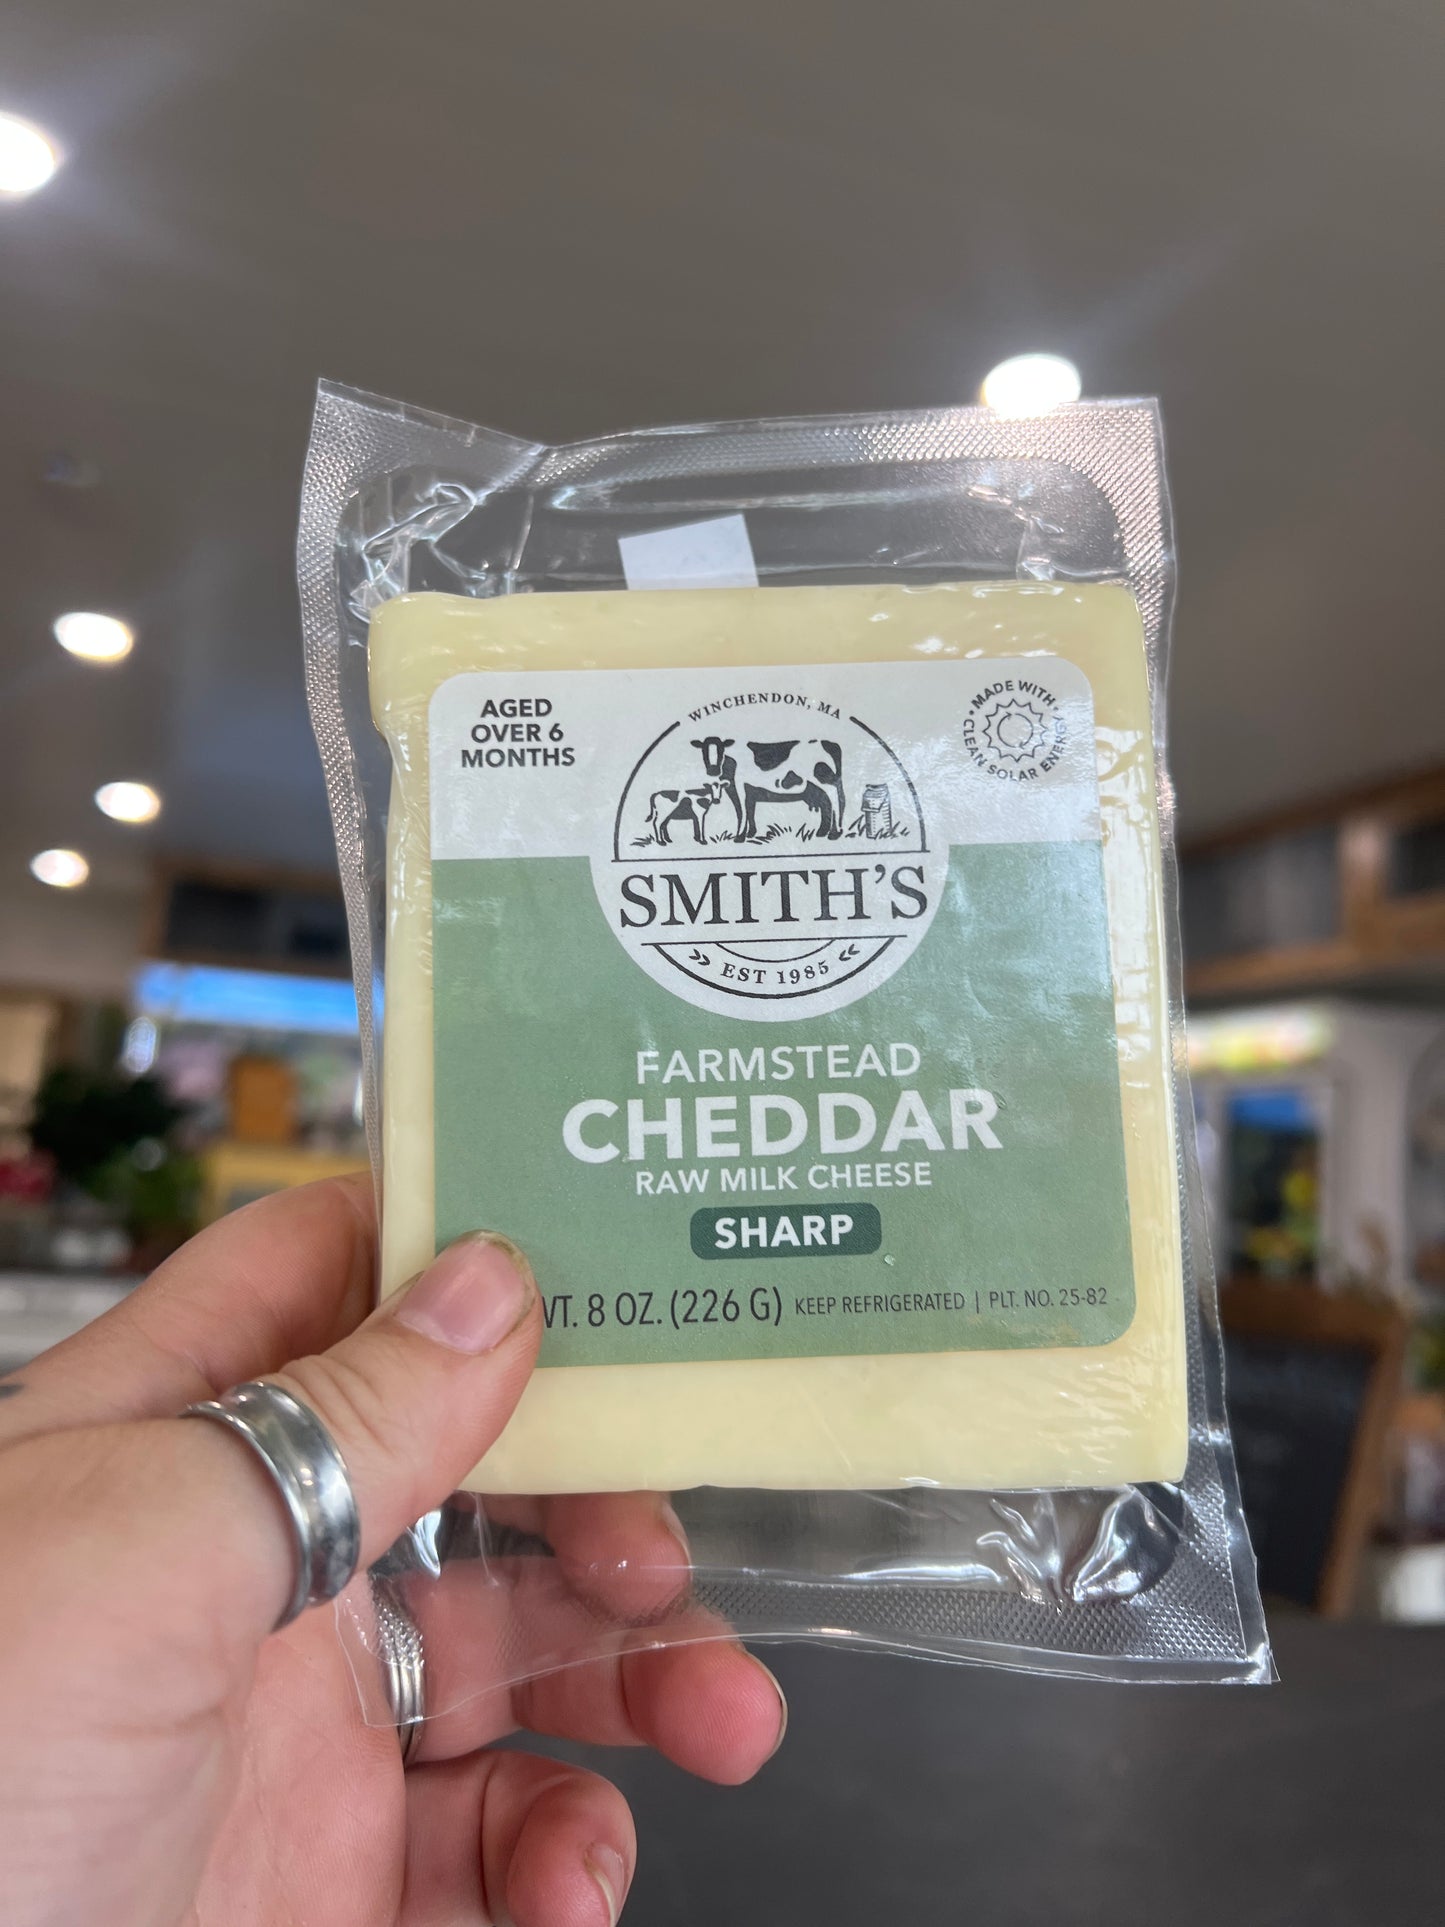 AGED
OVER 6
MONTHS
WINCHENDON, MA
MADE WITH
CLEAN SOLAR ENERGY
SMITH'S
EST 1985
FARMSTEAD
CHEDDAR
RAW MILK CHEESE
SHARP
WT. 8 OZ. (226 G) KEEP REFRIGERATED | PLT. NO. 25-82